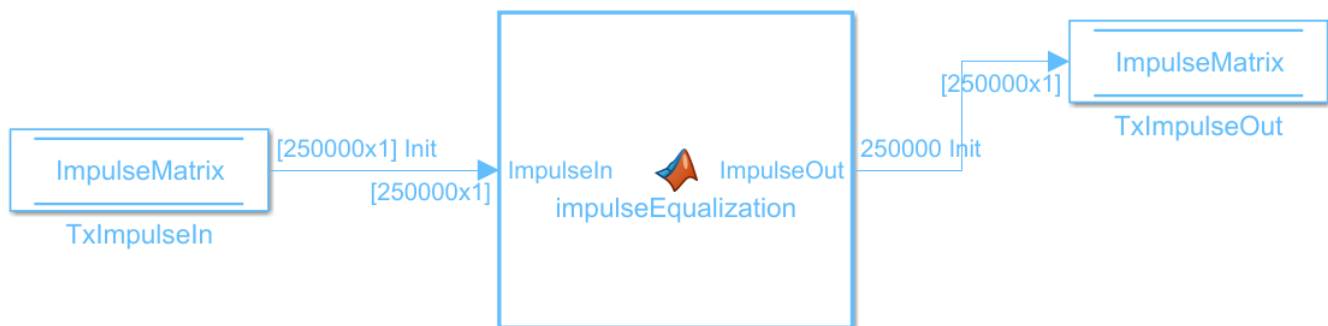 ImpulseMatrix
TxImpulseIn
[250000x1] Init
[250000x1]
ImpulseIn
ImpulseOut
impulseEqualization
250000 Init
[250000x1]
ImpulseMatrix
TxImpulseOut